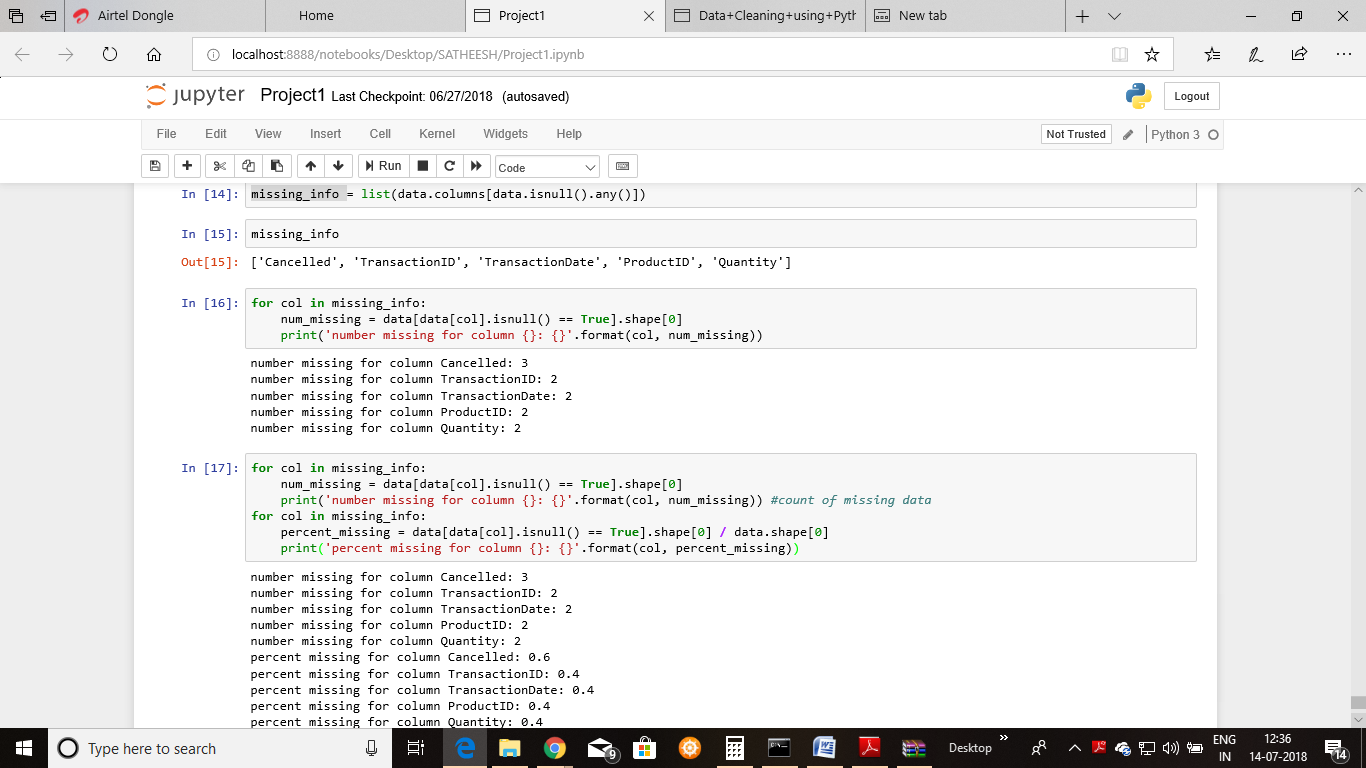 Airtel Dongle
Home
Project1
Data+Cleaning+using+Pyth
New tab
localhost:8888/notebooks/Desktop/SATHEESH/Project1.ipynb
jupyter Project1 Last Checkpoint: 06/27/2018 (autosaved)
Logout
File Edit View Insert Cell Kernel Widgets Help
Not Trusted
Python 3
Run
Code
In [14]: missing_info = list(data.columns[data.isnull().any()])
In [15]: missing_info
Out[15]: ['Cancelled', 'TransactionID', 'TransactionDate', 'ProductID', 'Quantity']
In [16]: for col in missing_info:
    num_missing = data[data[col].isnull() == True].shape[0]
    print('number missing for column {}: {}'.format(col, num_missing))
number missing for column Cancelled: 3
number missing for column TransactionID: 2
number missing for column TransactionDate: 2
number missing for column ProductID: 2
number missing for column Quantity: 2
In [17]: for col in missing_info:
    num_missing = data[data[col].isnull() == True].shape[0]
    print('number missing for column {}: {}'.format(col, num_missing)) #count of missing data
for col in missing_info:
    percent_missing = data[data[col].isnull() == True].shape[0] / data.shape[0]
    print('percent missing for column {}: {}'.format(col, percent_missing))
number missing for column Cancelled: 3
number missing for column TransactionID: 2
number missing for column TransactionDate: 2
number missing for column ProductID: 2
number missing for column Quantity: 2
percent missing for column Cancelled: 0.6
percent missing for column TransactionID: 0.4
percent missing for column TransactionDate: 0.4
percent missing for column ProductID: 0.4
percent missing for column Quantity: 0.4
Type here to search
9
Desktop
ENG
IN
12:36
14-07-2018
14